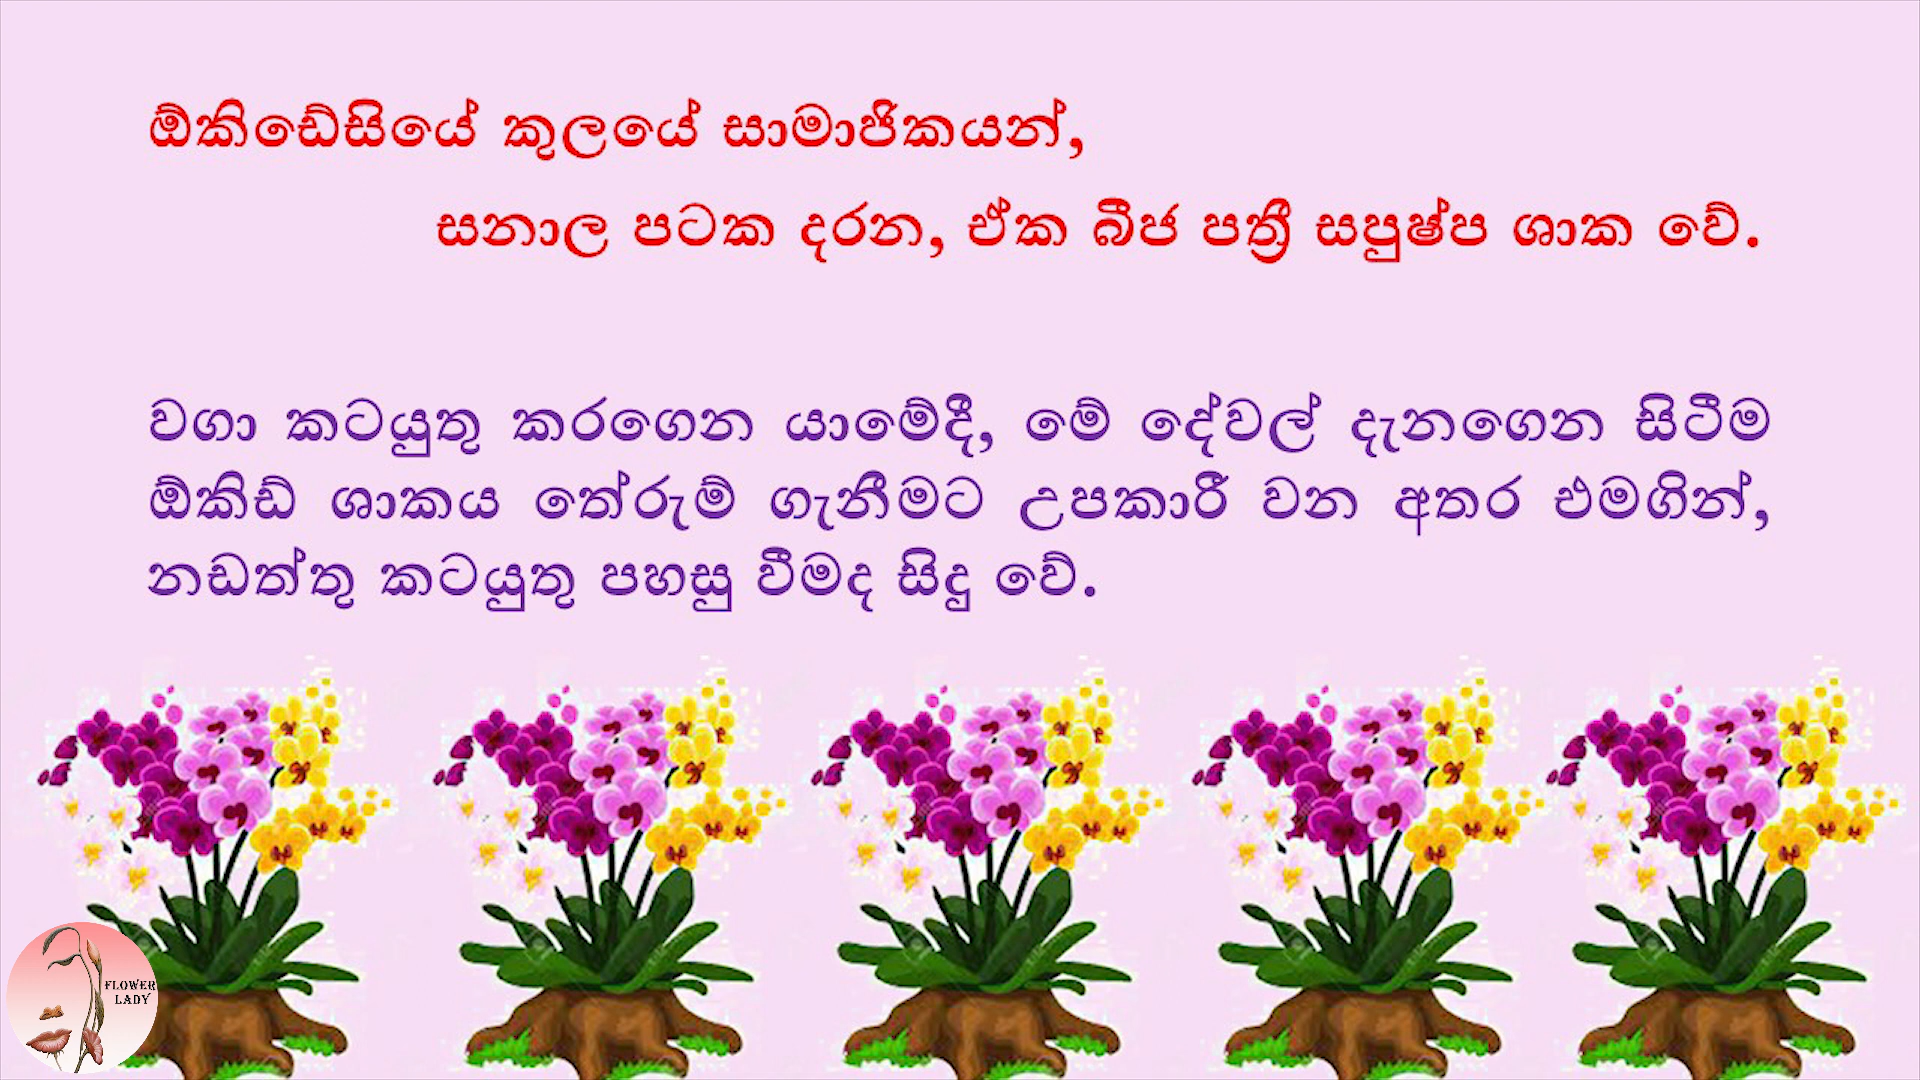 ඕකිඩේසියේ කුලයේ සාමාජිකයන්,
සනාල පටක දරන, ඒක බීජ පත්‍රී සපුෂ්ප ශාක වේ.
වගා කටයුතු කරගෙන යාමේදී, මේ දේවල් දැනගෙන සිටීම
ඕකිඩ් ශාකය තේරුම් ගැනීමට උපකාරී වන අතර එමගින්,
නඩත්තු කටයුතු පහසු වීමද සිදු වේ.
FLOWER
LADY